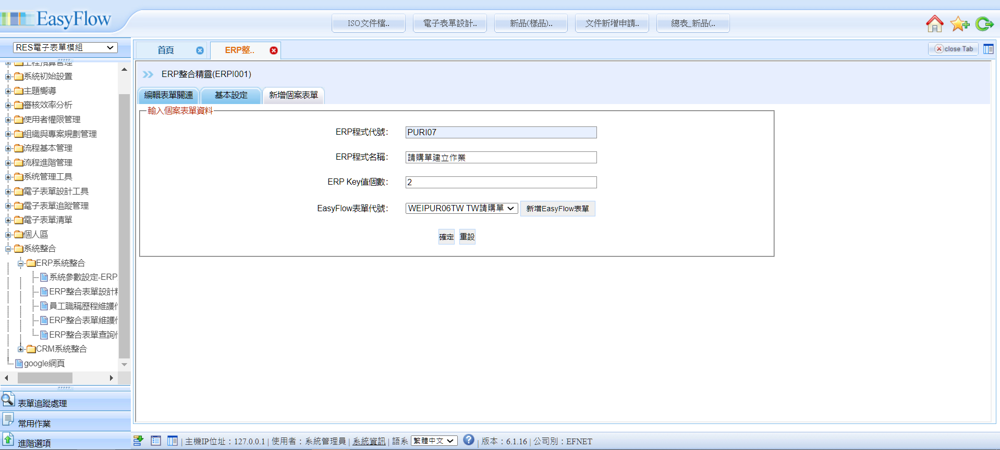 EasyFlow
ISO文件檔..
電子表單設計..
新品(樣品)..
文件新增申請..
總表_新品(..
RES電子表單模組
首頁
ERP整..
close Tab
工程預算管理
系統初始設置
主題嚮導
審核效率分析
使用者權限管理
組織與專案規劃管理
流程基本管理
流程進階管理
系統管理工具
電子表單設計工具
電子表單追蹤管理
電子表單清單
個人區
系統整合
ERP系統整合
系統參數設定-ERP
ERP整合表單設計
員工職稱歷程維護
ERP整合表單維護
ERP整合表單查詢
CRM系統整合
google網頁
表單追蹤處理
常用作業
進階選項
ERP整合精靈(ERPI001)
編輯表單關連
基本設定
新增個案表單
輸入個案表單資料
ERP程式代號：
PURI07
ERP程式名稱：
請購單建立作業
ERP Key值個數：
2
EasyFlow表單代號：
WEIPUR06TW TW請購單
新增EasyFlow表單
確定
重設
| 主機IP位址：127.0.0.1 | 使用者：系統管理員 | 系統資訊 | 語系 繁體中文 | 版本：6.1.16 | 公司別：EFNET